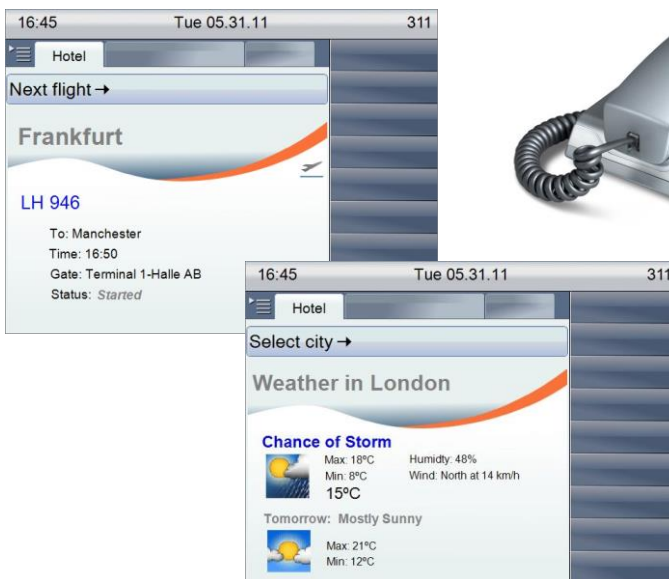 16:45 Tue 05.31.11 311
Hotel
Next flight →
Frankfurt
LH 946
To: Manchester
Time: 16:50
Gate: Terminal 1-Halle AB
Status: Started
16:45 Tue 05.31.11 311
Hotel
Select city →
Weather in London
Chance of Storm
Max: 18ºC Humidty: 48%
Min: 8ºC Wind: North at 14 km/h
15ºC
Tomorrow: Mostly Sunny
Max: 21ºC
Min: 12ºC